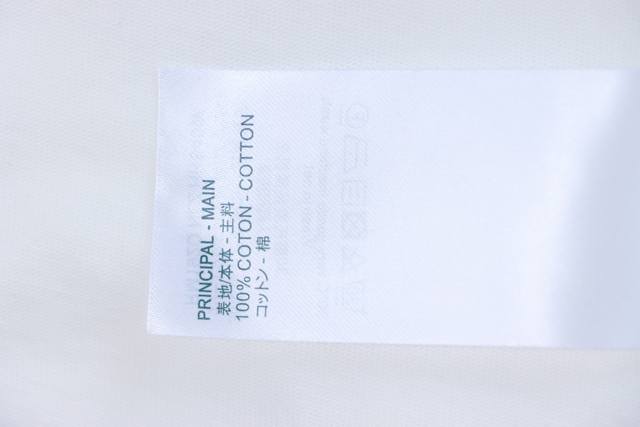 PRINCIPAL - MAIN
表地/本体 - 主料
100% COTON - COTTON
コットン - 棉